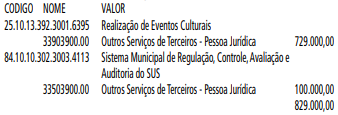 CODIGO NOME VALOR
25.10.13.392.3001.6395 Realização de Eventos Culturais
33903900.00 Outros Serviços de Terceiros - Pessoa Jurídica 729.000,00
84.10.10.302.3003.4113 Sistema Municipal de Regulação, Controle, Avaliação e
Auditoria do SUS
33503900.00 Outros Serviços de Terceiros - Pessoa Jurídica 100.000,00
829.000,00